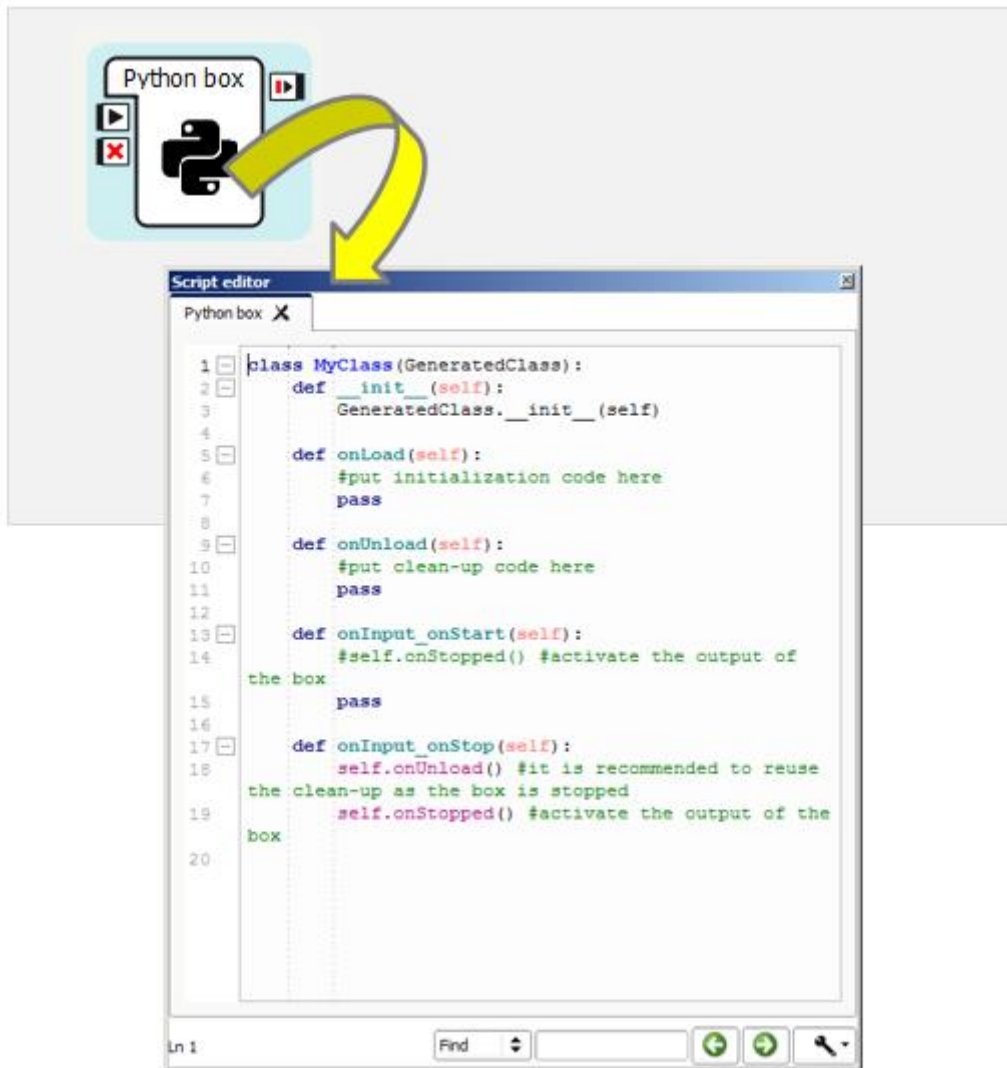 Python box
Script editor
Python box
1 class MyClass(GeneratedClass):
2     def __init__(self):
3         GeneratedClass.__init__(self)
4
5     def onLoad(self):
6         #put initialization code here
7         pass
8
9     def onUnload(self):
10         #put clean-up code here
11         pass
12
13     def onInput_onStart(self):
14         #self.onStopped() #activate the output of
the box
15         pass
16
17     def onInput_onStop(self):
18         self.onUnload() #it is recommended to reuse
the clean-up as the box is stopped
19         self.onStopped() #activate the output of the
box
20
Ln 1 Find